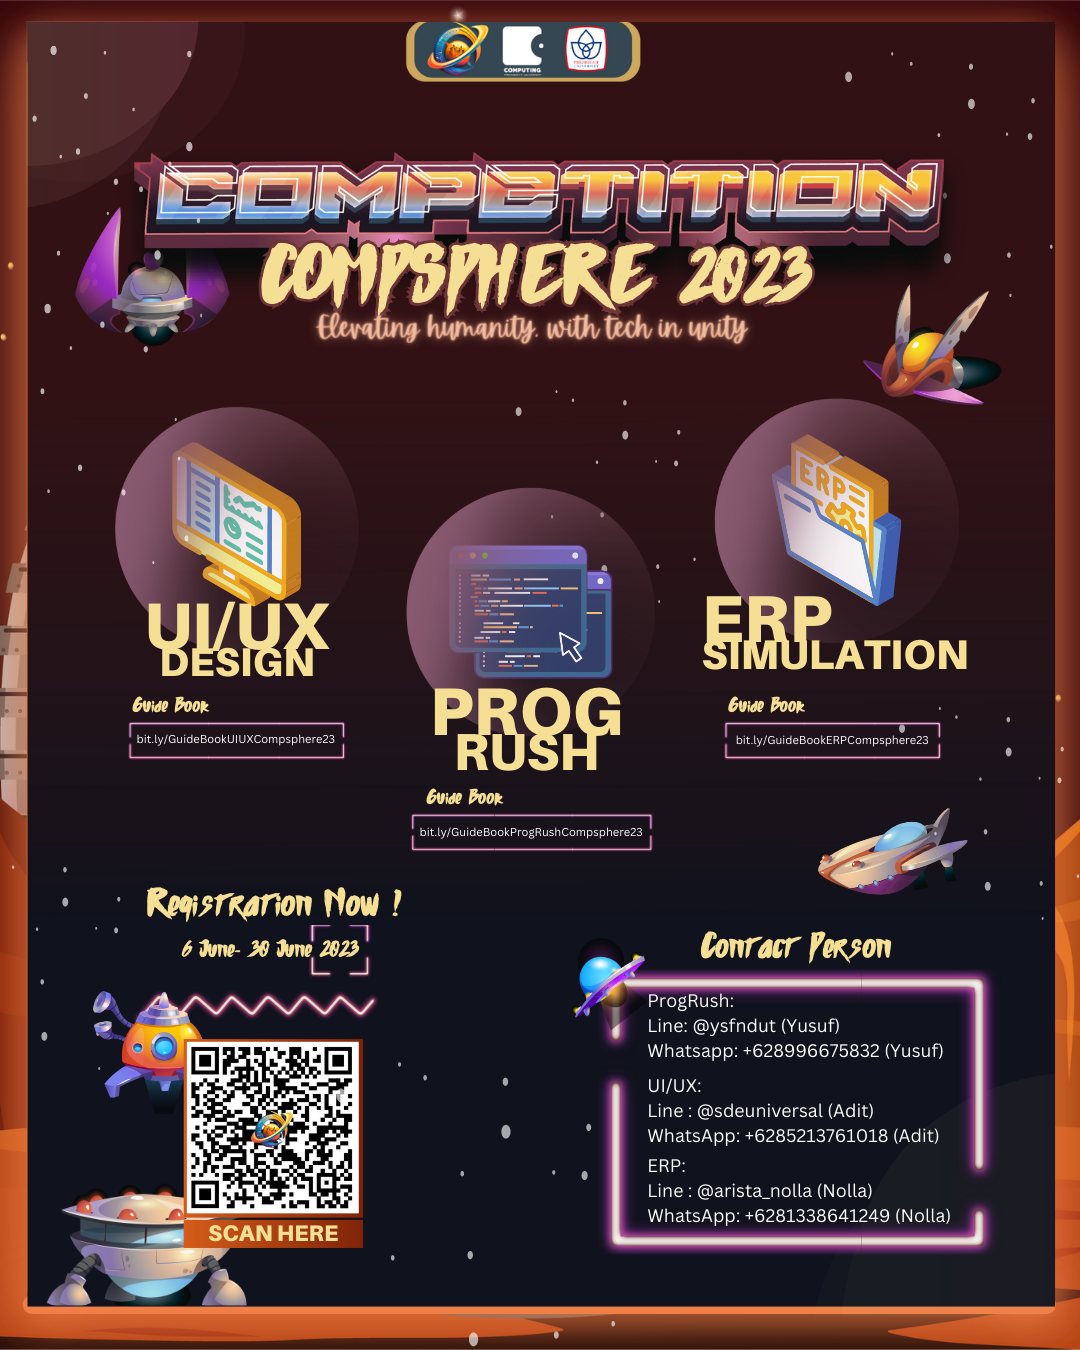 COMPUTING
PRESIDENT
UNIVERSITY
COMPETITION
COMPSPHERE 2023
Elevating humanity. with tech in unity
UI/UX
DESIGN
Guide Book
bit.ly/GuideBookUIUXCompsphere23
PROG
RUSH
Guide Book
bit.ly/GuideBookProgRushCompsphere23
ERP
ERP
SIMULATION
Guide Book
bit.ly/GuideBookERPCompsphere23
Registration Now !
6 June- 30 June 2023
SCAN HERE
Contact Person
ProgRush:
Line: @ysfndut (Yusuf)
Whatsapp: +628996675832 (Yusuf)
UI/UX:
Line : @sdeuniversal (Adit)
WhatsApp: +6285213761018 (Adit)
ERP:
Line : @arista_nolla (Nolla)
WhatsApp: +6281338641249 (Nolla)